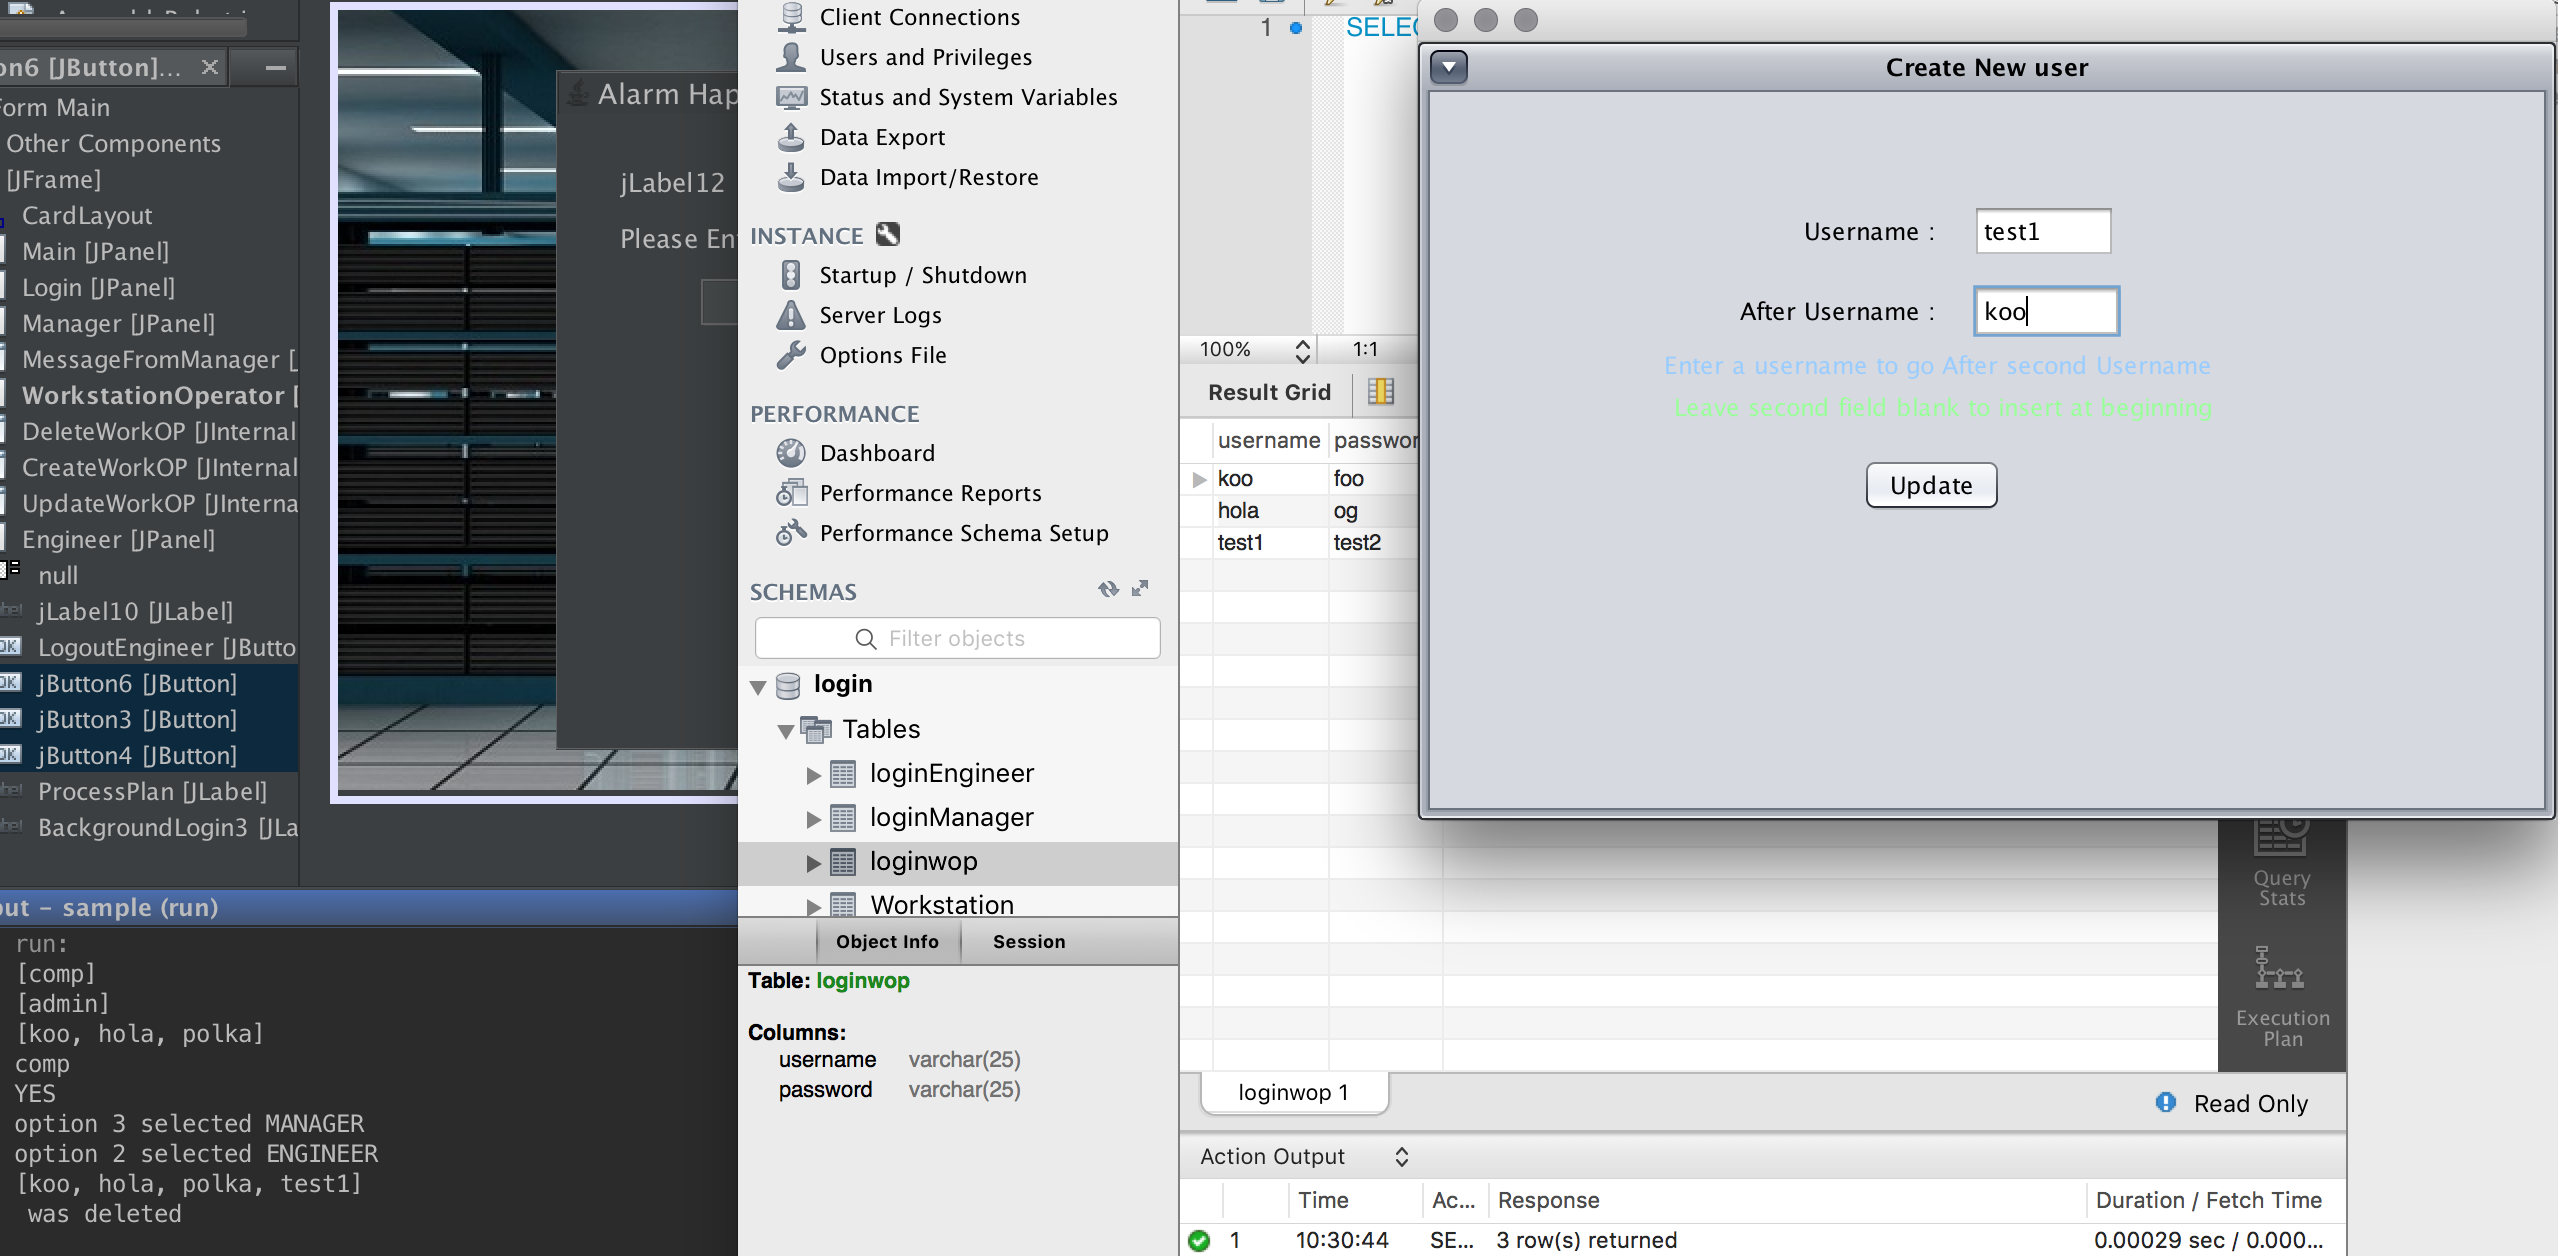 on6 [JButton]...
Form Main
Other Components
[JFrame]
CardLayout
Main [JPanel]
Login [JPanel]
Manager [JPanel]
MessageFromManager [
WorkstationOperator [
DeleteWorkOP [JInternal
CreateWorkOP [JInternal
UpdateWorkOP [JInterna
Engineer [JPanel]
null
jLabel10 [JLabel]
LogoutEngineer [JButto
jButton6 [JButton]
jButton3 [JButton]
jButton4 [JButton]
ProcessPlan [JLabel]
BackgroundLogin3 [JLa
Alarm Hap
jLabel12
Please En
out - sample (run)
run:
[comp]
[admin]
[koo, hola, polka]
comp
YES
option 3 selected MANAGER
option 2 selected ENGINEER
[koo, hola, polka, test1]
was deleted
Client Connections
Users and Privileges
Status and System Variables
Data Export
Data Import/Restore
INSTANCE
Startup / Shutdown
Server Logs
Options File
PERFORMANCE
Dashboard
Performance Reports
Performance Schema Setup
SCHEMAS
Filter objects
login
Tables
loginEngineer
loginManager
loginwop
Workstation
Object Info Session
Table: loginwop
Columns:
username varchar(25)
password varchar(25)
1 SELEC
100% 1:1
Result Grid
username passwor
koo foo
hola og
test1 test2
Create New user
Username : test1
After Username : koo
Enter a username to go After second Username
Leave second field blank to insert at beginning
Update
Query
Stats
Execution
Plan
loginwop 1
Read Only
Action Output
Time Ac... Response Duration / Fetch Time
1 10:30:44 SE... 3 row(s) returned 0.00029 sec / 0.000...